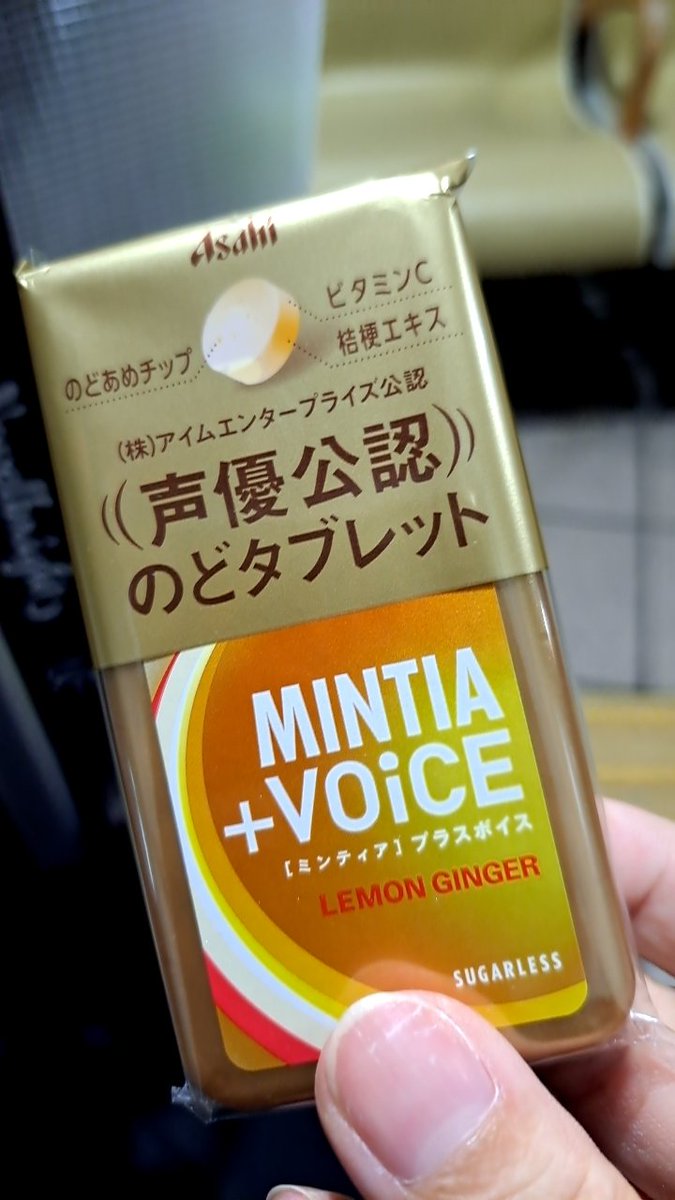 Asahi
ビタミンC
のどあめチップ
桔梗エキス
(株)アイムエンタープライズ公認
声優公認
のどタブレット
MINTIA
+VOiCE
[ミンティア]プラスボイス
LEMON GINGER
SUGARLESS